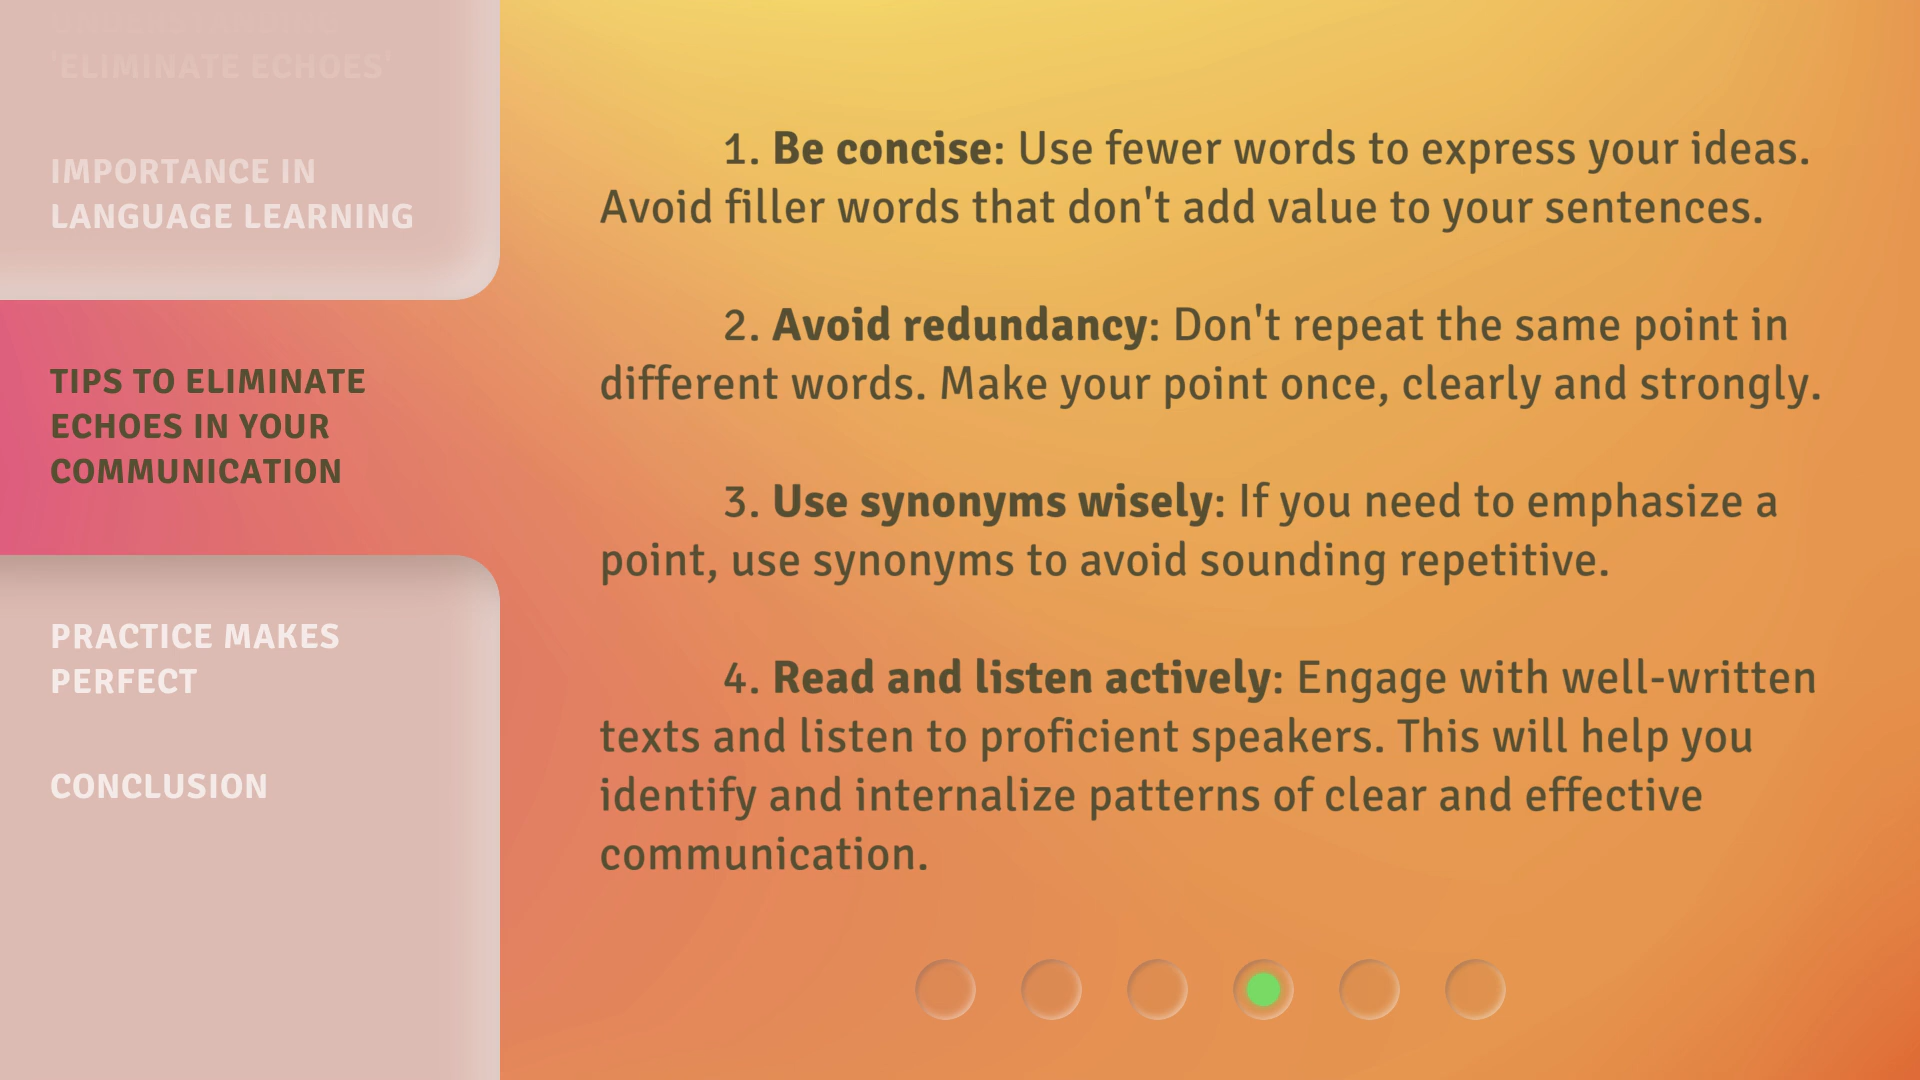 UNDERSTANDING
'ELIMINATE ECHOES'
IMPORTANCE IN
LANGUAGE LEARNING
TIPS TO ELIMINATE
ECHOES IN YOUR
COMMUNICATION
PRACTICE MAKES
PERFECT
CONCLUSION
1. Be concise: Use fewer words to express your ideas.
Avoid filler words that don't add value to your sentences.
2. Avoid redundancy: Don't repeat the same point in
different words. Make your point once, clearly and strongly.
3. Use synonyms wisely: If you need to emphasize a
point, use synonyms to avoid sounding repetitive.
4. Read and listen actively: Engage with well-written
texts and listen to proficient speakers. This will help you
identify and internalize patterns of clear and effective
communication.